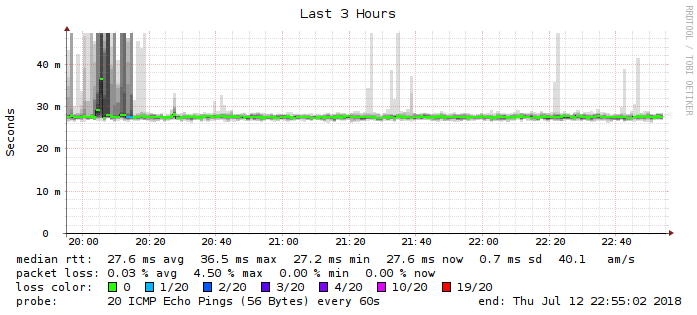 Last 3 Hours
RRDTOOL / TOBI OETIKER
Seconds
40 m
30 m
20 m
10 m
0
20:00 20:20 20:40 21:00 21:20 21:40 22:00 22:20 22:40
median rtt: 27.6 ms avg 36.5 ms max 27.2 ms min 27.6 ms now 0.7 ms sd 40.1 am/s
packet loss: 0.03 % avg 4.50 % max 0.00 % min 0.00 % now
loss color: 0 1/20 2/20 3/20 4/20 10/20 19/20
probe: 20 ICMP Echo Pings (56 Bytes) every 60s end: Thu Jul 12 22:55:02 2018